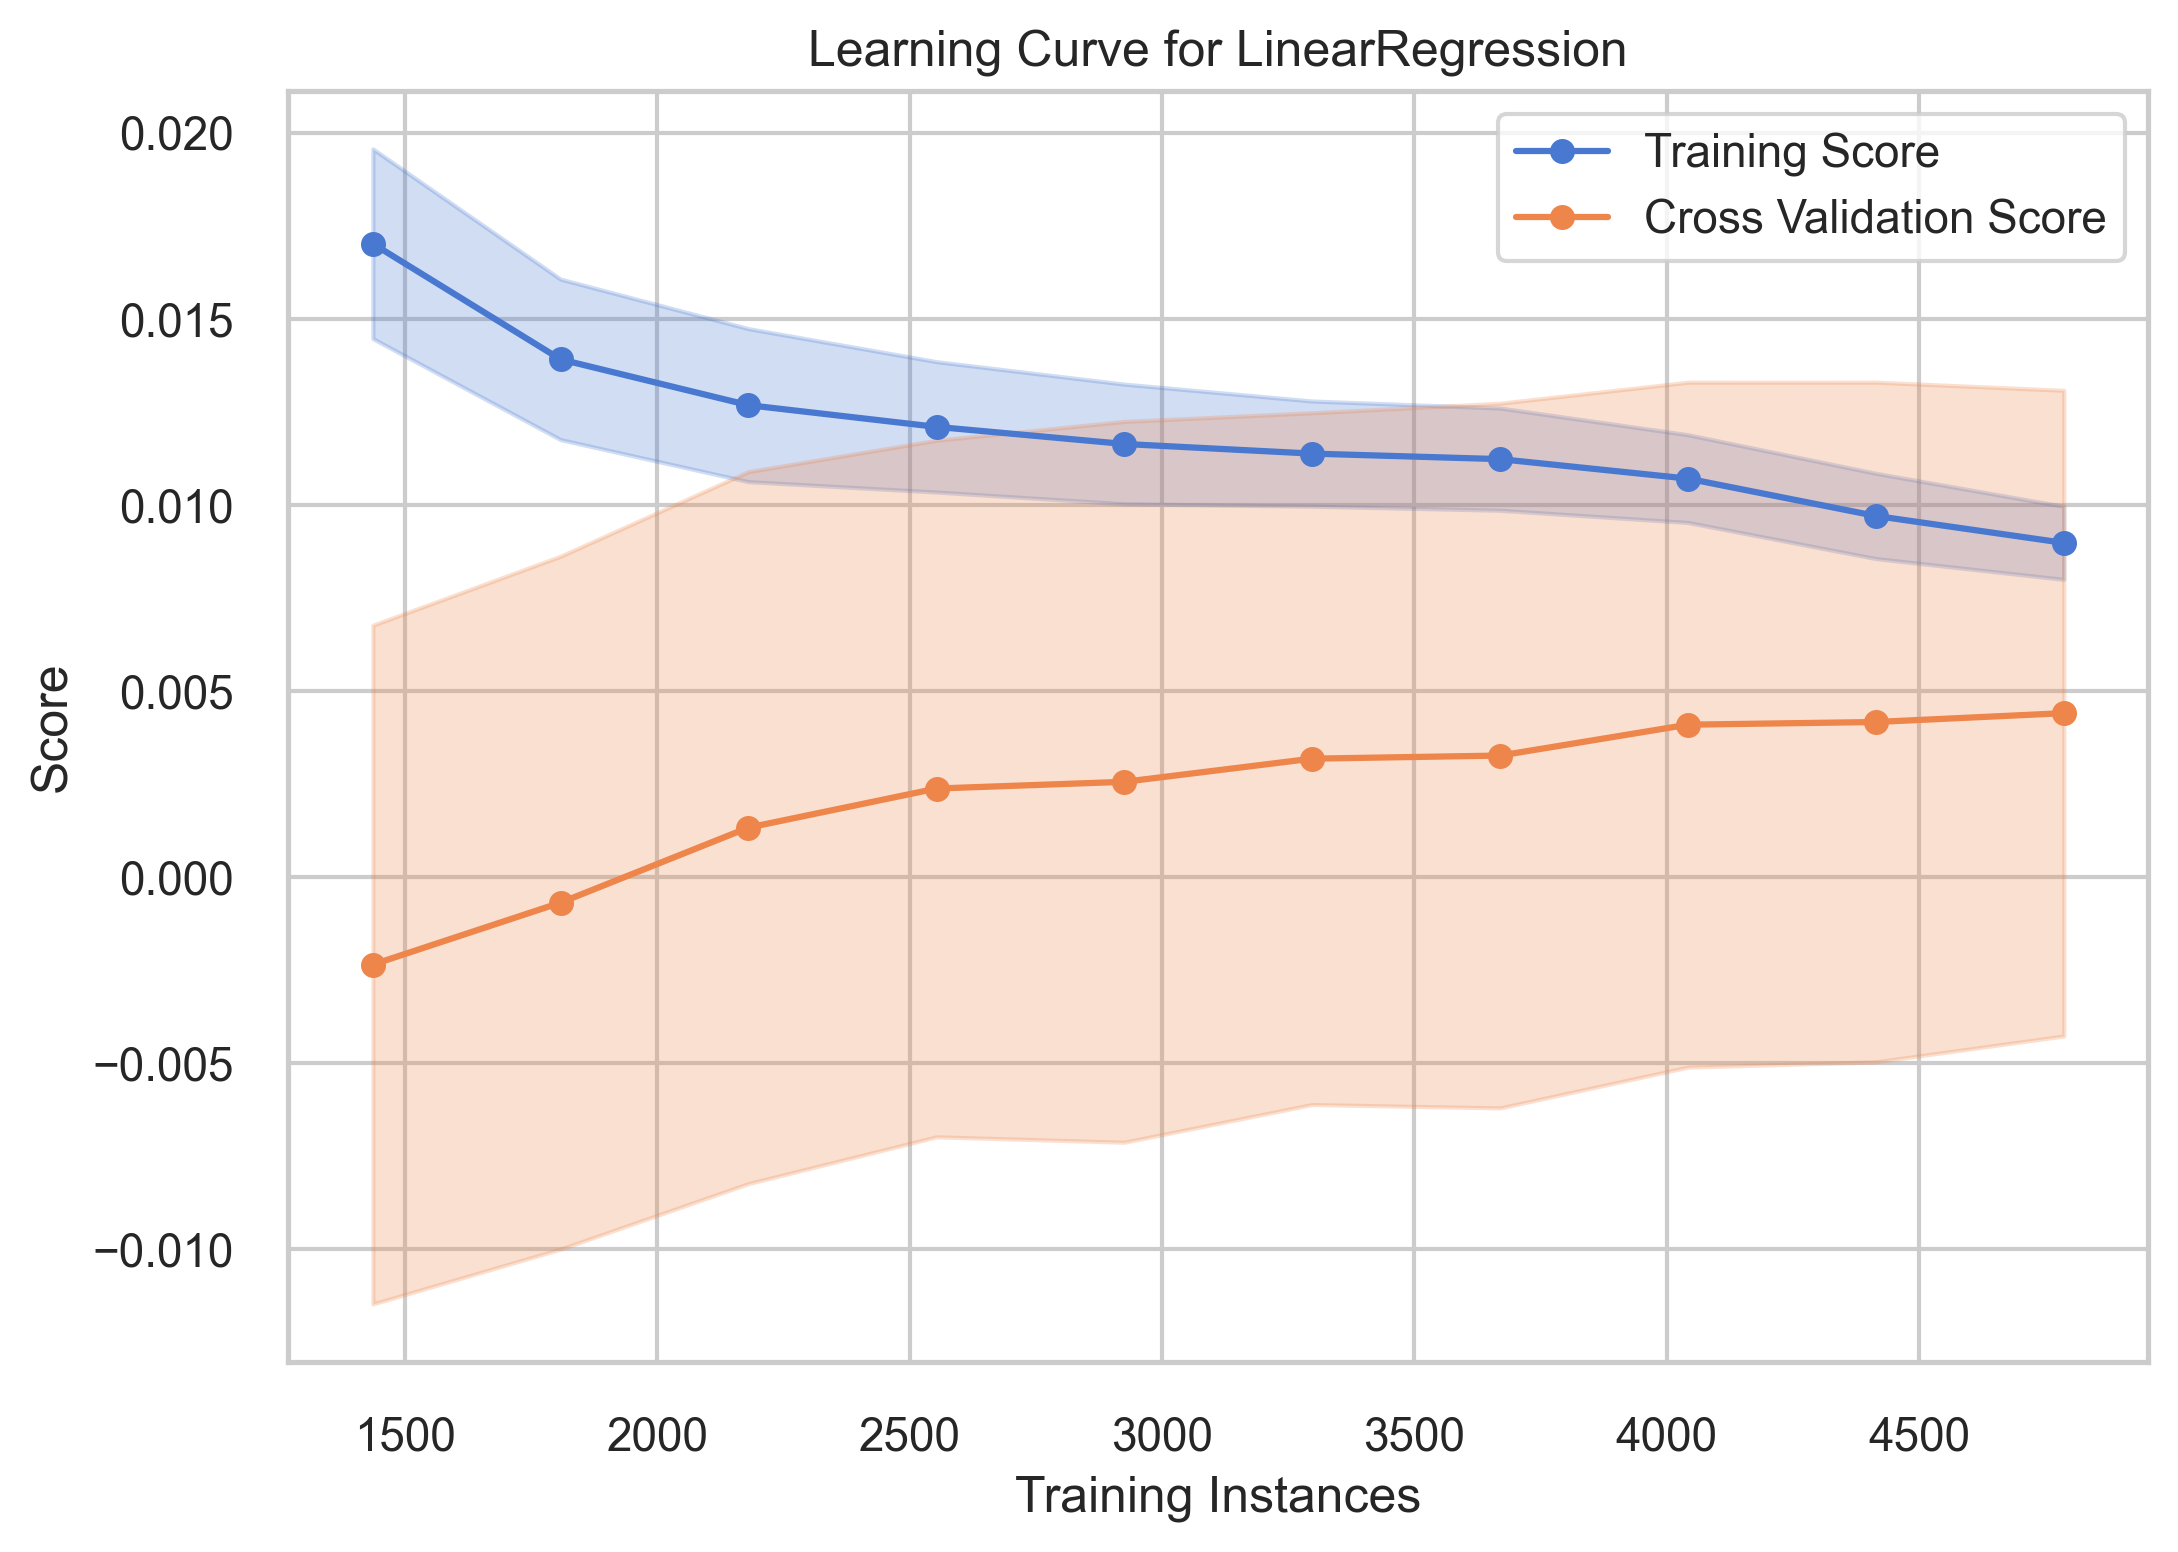 Learning Curve for LinearRegression
Training Score
Cross Validation Score
0.020
0.015
0.010
0.005
0.000
−0.005
−0.010
Score
1500 2000 2500 3000 3500 4000 4500
Training Instances